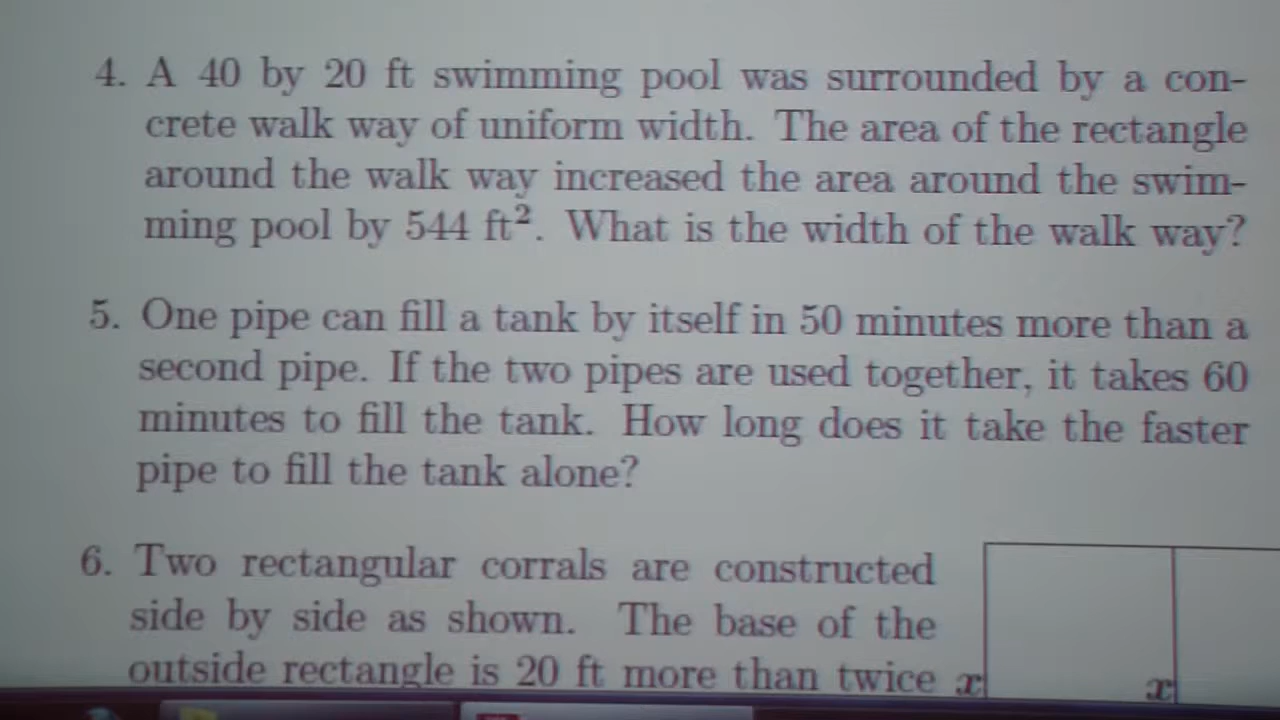 4. A 40 by 20 ft swimming pool was surrounded by a con-
crete walk way of uniform width. The area of the rectangle
around the walk way increased the area around the swim-
ming pool by 544 ft². What is the width of the walk way?
5. One pipe can fill a tank by itself in 50 minutes more than a
second pipe. If the two pipes are used together, it takes 60
minutes to fill the tank. How long does it take the faster
pipe to fill the tank alone?
6. Two rectangular corrals are constructed
side by side as shown. The base of the
outside rectangle is 20 ft more than twice
x x